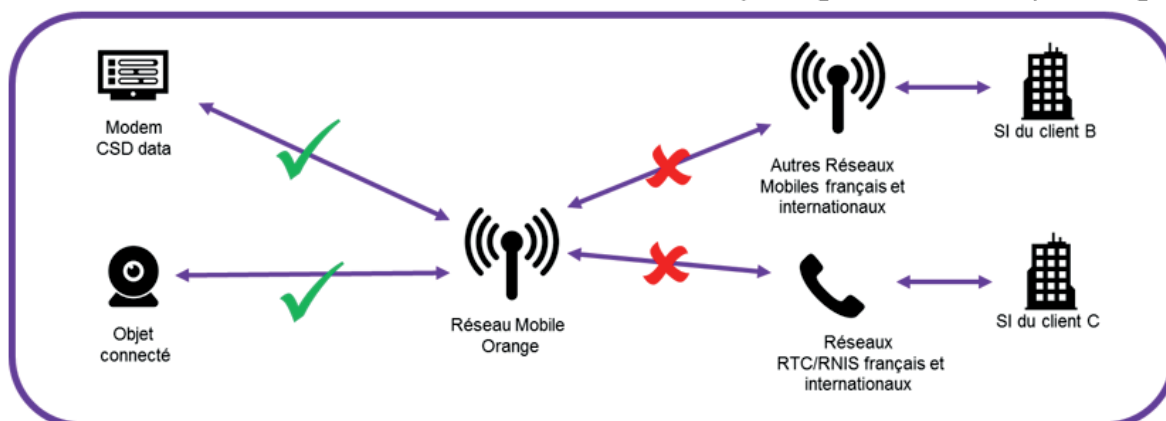 Modem
CSD data
Objet
connecté
Réseau Mobile
Orange
Autres Réseaux
Mobiles français et
internationaux
SI du client B
Réseaux
RTC/RNIS français et
internationaux
SI du client C